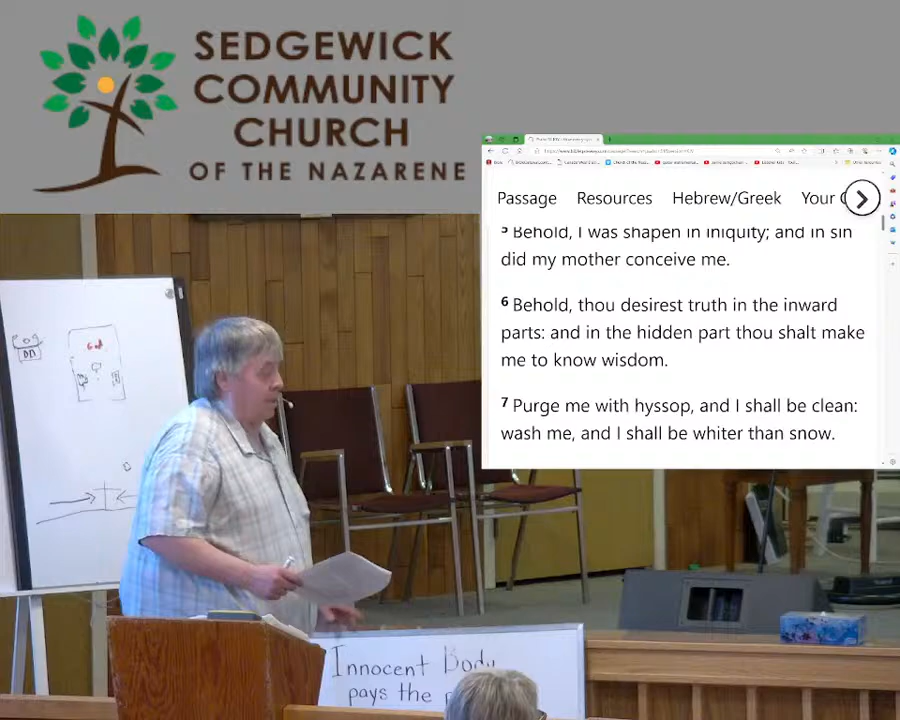 SEDGEWICK
COMMUNITY
CHURCH
OF THE NAZARENE
Passage Resources Hebrew/Greek Your
5 Behold, I was shapen in iniquity; and in sin
did my mother conceive me.
6 Behold, thou desirest truth in the inward
parts: and in the hidden part thou shalt make
me to know wisdom.
7 Purge me with hyssop, and I shall be clean:
wash me, and I shall be whiter than snow.
God
Innocent Body
pays the